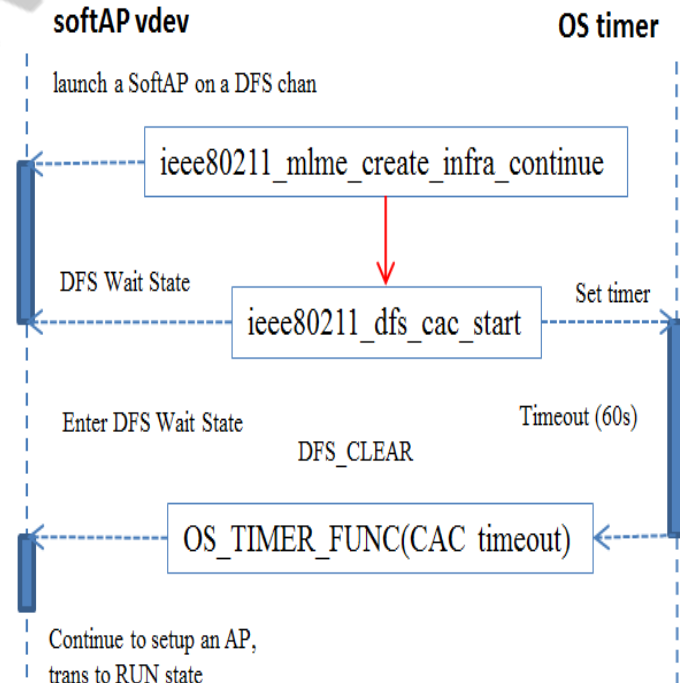 softAP vdev
OS timer
launch a SoftAP on a DFS chan
ieee80211_mlme_create_infra_continue
DFS Wait State
Set timer
ieee80211_dfs_cac_start
Enter DFS Wait State
Timeout (60s)
DFS_CLEAR
OS_TIMER_FUNC(CAC timeout)
Continue to setup an AP,
trans to RUN state